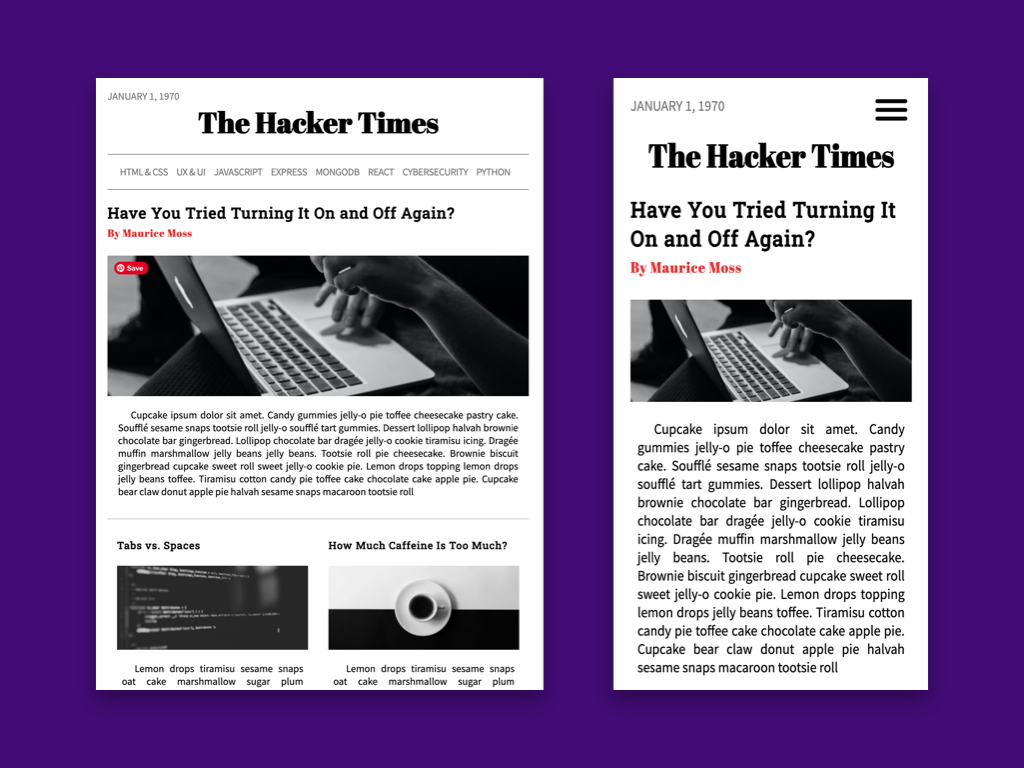 JANUARY 1, 1970
The Hacker Times
HTML & CSS UX & UI JAVASCRIPT EXPRESS MONGODB REACT CYBERSECURITY PYTHON
Have You Tried Turning It On and Off Again?
By Maurice Moss
Save
Cupcake ipsum dolor sit amet. Candy gummies jelly-o pie toffee cheesecake pastry cake.
Soufflé sesame snaps tootsie roll jelly-o soufflé tart gummies. Dessert lollipop halvah brownie
chocolate bar gingerbread. Lollipop chocolate bar dragée jelly-o cookie tiramisu icing. Dragée
muffin marshmallow jelly beans jelly beans. Tootsie roll pie cheesecake. Brownie biscuit
gingerbread cupcake sweet roll sweet jelly-o cookie pie. Lemon drops topping lemon drops
jelly beans toffee. Tiramisu cotton candy pie toffee cake chocolate cake apple pie. Cupcake
bear claw donut apple pie halvah sesame snaps macaroon tootsie roll
Tabs vs. Spaces
Lemon drops tiramisu sesame snaps
oat cake marshmallow sugar plum
How Much Caffeine Is Too Much?
Lemon drops tiramisu sesame snaps
oat cake marshmallow sugar plum
JANUARY 1, 1970
The Hacker Times
Have You Tried Turning It
On and Off Again?
By Maurice Moss
Cupcake ipsum dolor sit amet. Candy
gummies jelly-o pie toffee cheesecake pastry
cake. Soufflé sesame snaps tootsie roll jelly-o
soufflé tart gummies. Dessert lollipop halvah
brownie chocolate bar gingerbread. Lollipop
chocolate bar dragée jelly-o cookie tiramisu
icing. Dragée muffin marshmallow jelly beans
jelly beans. Tootsie roll pie cheesecake.
Brownie biscuit gingerbread cupcake sweet roll
sweet jelly-o cookie pie. Lemon drops topping
lemon drops jelly beans toffee. Tiramisu cotton
candy pie toffee cake chocolate cake apple pie.
Cupcake bear claw donut apple pie halvah
sesame snaps macaroon tootsie roll